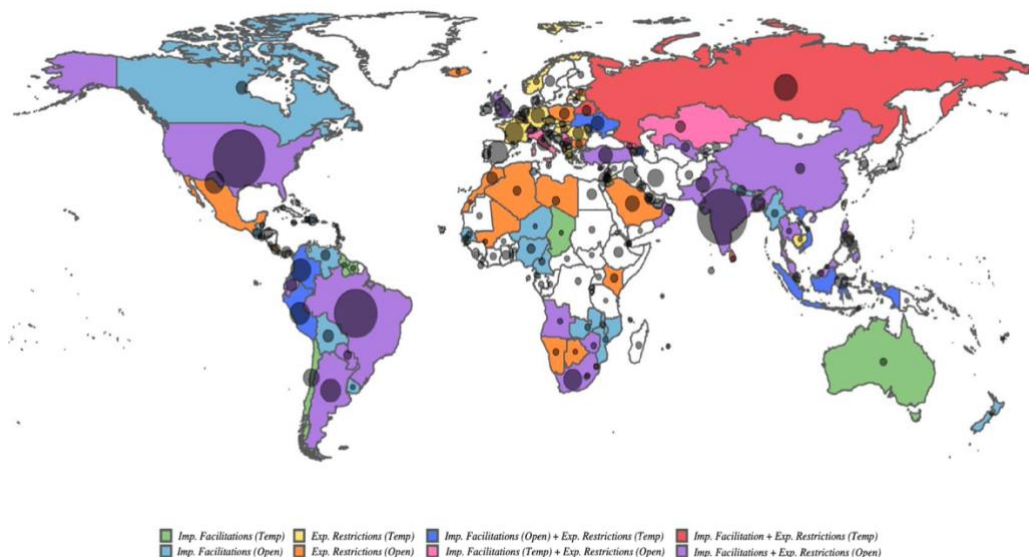 Imp. Facilitations (Temp) Exp. Restrictions (Temp) Imp. Facilitations (Open) + Exp. Restrictions (Temp) Imp. Facilitation + Exp. Restrictions (Temp)
Imp. Facilitations (Open) Exp. Restrictions (Open) Imp. Facilitations (Temp) + Exp. Restrictions (Open) Imp. Facilitations + Exp. Restrictions (Open)